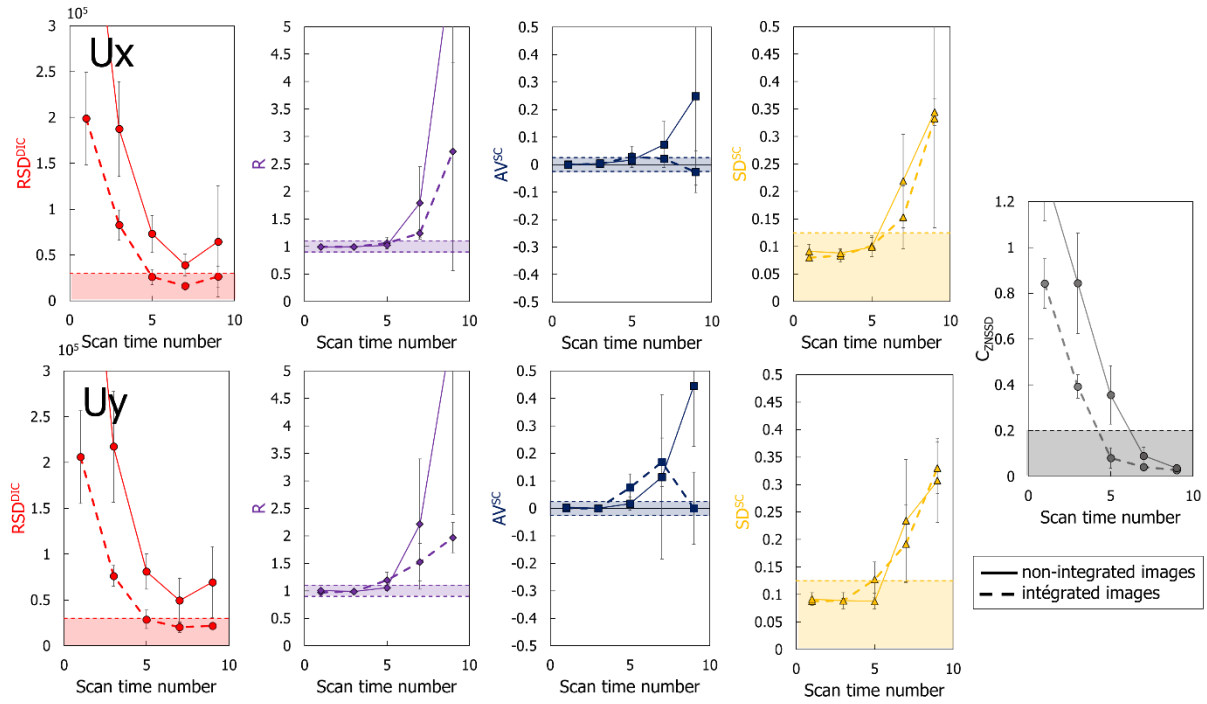 10⁵
3
2.5
2
1.5
1
0.5
0
Ux
RSD^DIC
0 5 10
Scan time number
5
4.5
4
3.5
3
2.5
2
1.5
1
0.5
0
R
0 5 10
Scan time number
0.5
0.4
0.3
0.2
0.1
0
-0.1
-0.2
-0.3
-0.4
-0.5
AV^SC
0 5 10
Scan time number
0.5
0.45
0.4
0.35
0.3
0.25
0.2
0.15
0.1
0.05
0
SD^SC
0 5 10
Scan time number
10⁵
3
2.5
2
1.5
1
0.5
0
Uy
RSD^DIC
0 5 10
Scan time number
5
4.5
4
3.5
3
2.5
2
1.5
1
0.5
0
R
0 5 10
Scan time number
0.5
0.4
0.3
0.2
0.1
0
-0.1
-0.2
-0.3
-0.4
-0.5
AV^SC
0 5 10
Scan time number
0.5
0.45
0.4
0.35
0.3
0.25
0.2
0.15
0.1
0.05
0
SD^SC
0 5 10
Scan time number
1.2
1
0.8
0.6
0.4
0.2
0
C_ZNSSD
0 5 10
Scan time number
non-integrated images
intégrated images